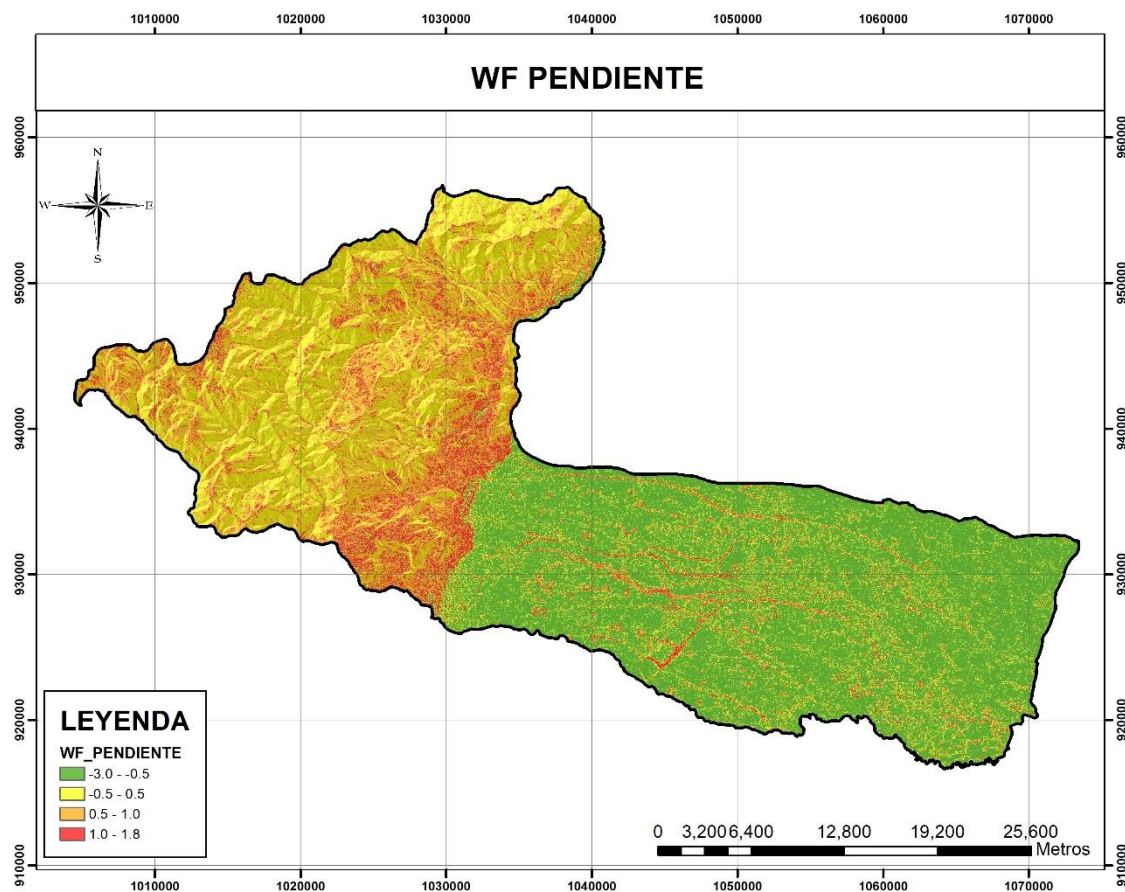 1010000 1020000 1030000 1040000 1050000 1060000 1070000
WF PENDIENTE
960000 960000
N
W E
S
950000 950000
940000 940000
930000 930000
920000 920000
910000 910000
LEYENDA
WF_PENDIENTE
-3.0 - -0.5
-0.5 - 0.5
0.5 - 1.0
1.0 - 1.8
0 3,200 6,400 12,800 19,200 25,600
Metros
1010000 1020000 1030000 1040000 1050000 1060000 1070000